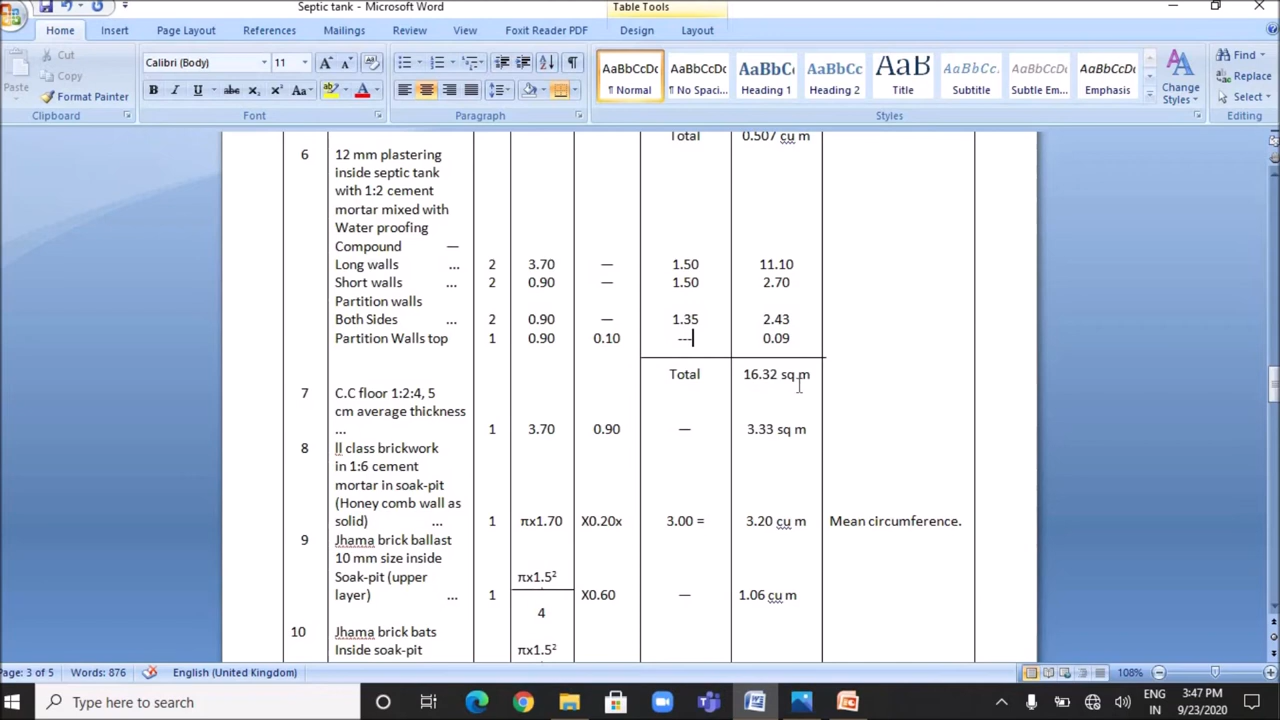 Septic tank - Microsoft Word
Table Tools
Home Insert Page Layout References Mailings Review View Foxit Reader PDF Design Layout
Cut
Copy
Format Painter
Paste
Calibri (Body) 11
AaBbCcDc AaBbCcDc AaBbCc AaBbCc AaB AaBbCc. AaBbCcDc AaBbCcDc
¶ Normal ¶ No Spaci... Heading 1 Heading 2 Title Subtitle Subtle Em... Emphasis
Change Styles
Find
Replace
Select
Clipboard Font Paragraph Styles Editing
Total 0.507 cu m
6 12 mm plastering
inside septic tank
with 1:2 cement
mortar mixed with
Water proofing
Compound —
Long walls ... 2 3.70 — 1.50 11.10
Short walls ... 2 0.90 — 1.50 2.70
Partition walls
Both Sides ... 2 0.90 — 1.35 2.43
Partition Walls top 1 0.90 0.10 --- 0.09
Total 16.32 sq m
7 C.C floor 1:2:4, 5
cm average thickness
... 1 3.70 0.90 — 3.33 sq m
8 ll class brickwork
in 1:6 cement
mortar in soak-pit
(Honey comb wall as
solid) ... 1 πx1.70 X0.20x 3.00 = 3.20 cu m Mean circumference.
9 Jhama brick ballast
10 mm size inside
Soak-pit (upper πx1.5²
layer) ... 1 X0.60 — 1.06 cu m
4
10 Jhama brick bats
Inside soak-pit πx1.5²
Page: 3 of 5 Words: 876 English (United Kingdom) 108%
Type here to search
ENG
IN
3:47 PM
9/23/2020